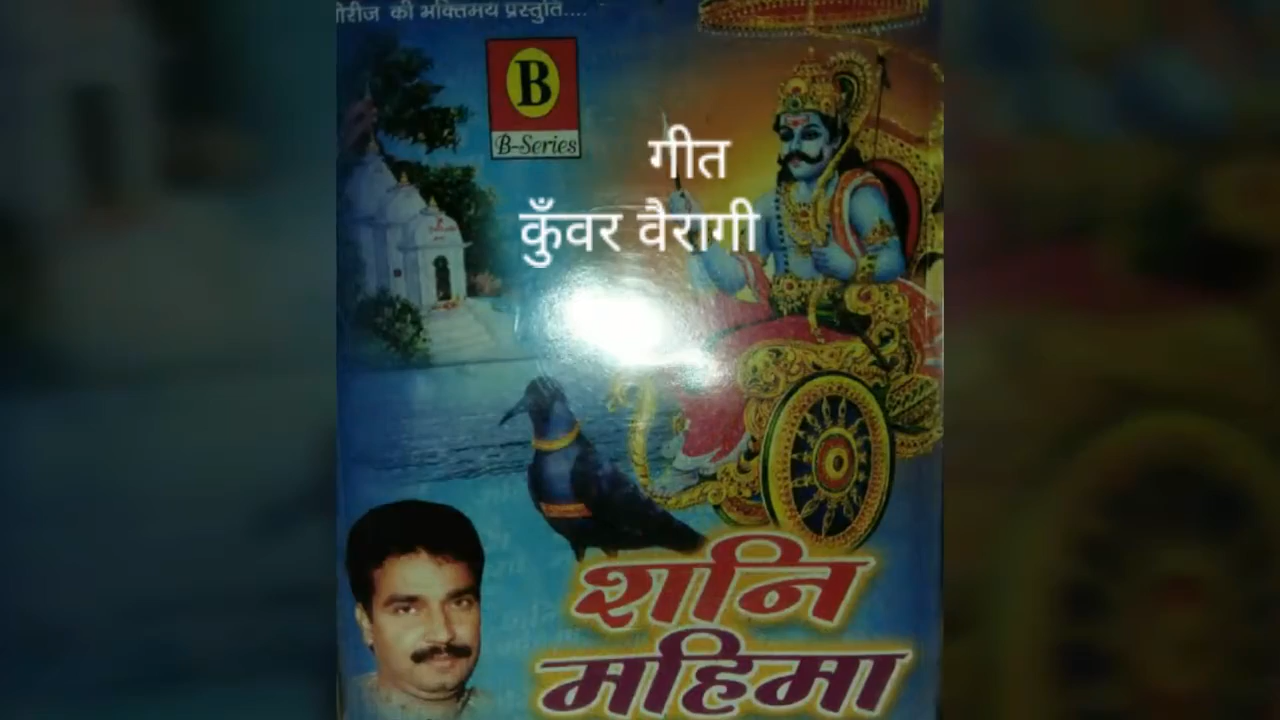 की भक्तिमय प्रस्तुति....
B
B-Series
गीत
कुँवर वैरागी
शनि
महिमा